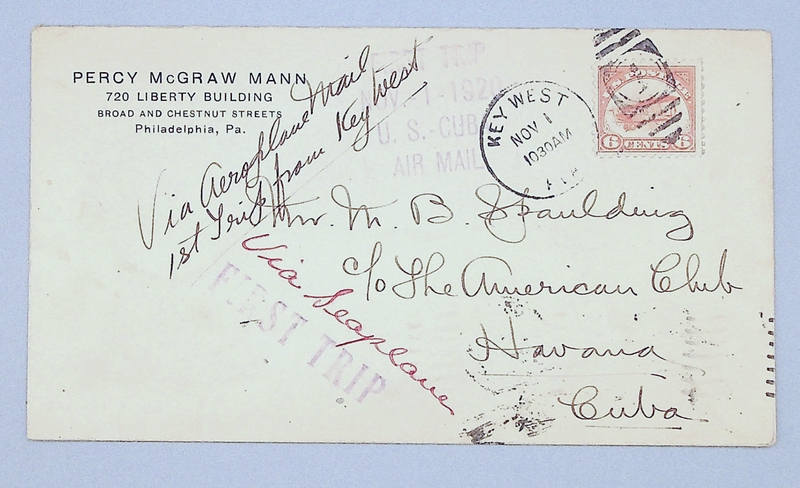 PERCY McGRAW MANN
720 LIBERTY BUILDING
BROAD AND CHESTNUT STREETS
Philadelphia, Pa.
Via Aeroplane Mail
1st Trip from Key West
FIRST TRIP
NOV. 1-1920
U.S.-CUBA
AIR MAIL
KEY WEST
NOV 1
1030AM
6 CENTS 6
Mr. M. B. Spaulding
c/o The American Club
Havana
Cuba
Via Seaplane
FIRST TRIP